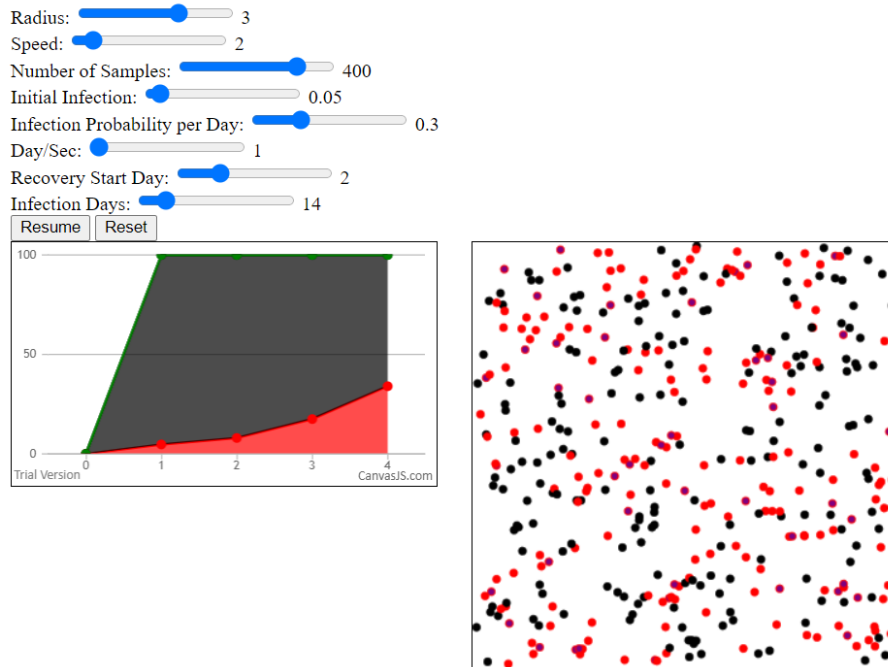 Radius: 3
Speed: 2
Number of Samples: 400
Initial Infection: 0.05
Infection Probability per Day: 0.3
Day/Sec: 1
Recovery Start Day: 2
Infection Days: 14
Resume Reset
100
50
0
0 1 2 3 4
Trial Version CanvasJS.com